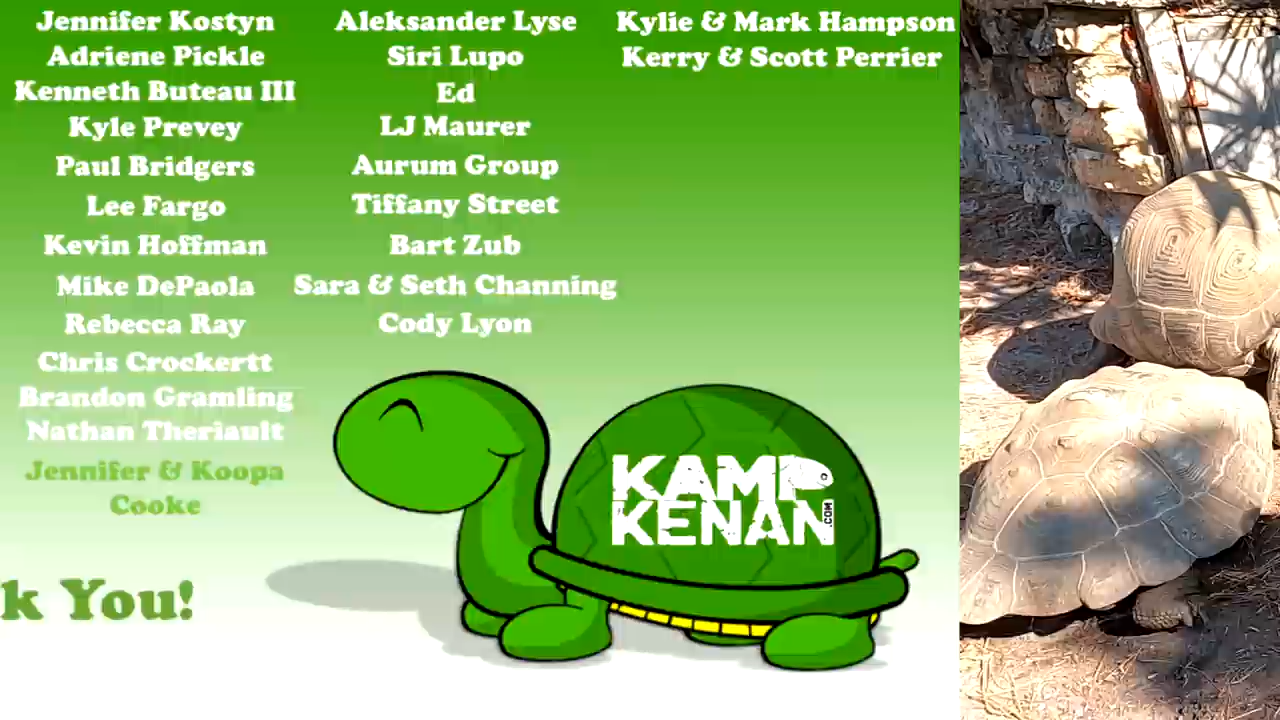 Jennifer Kostyn
Adriene Pickle
Kenneth Buteau III
Kyle Prevey
Paul Bridgers
Lee Fargo
Kevin Hoffman
Mike DePaola
Rebecca Ray
Chris Crockertt
Brandon Gramling
Nathan Theriault
Jennifer & Koopa
Cooke
Aleksander Lyse
Siri Lupo
Ed
LJ Maurer
Aurum Group
Tiffany Street
Bart Zub
Sara & Seth Channing
Cody Lyon
Kylie & Mark Hampson
Kerry & Scott Perrier
k You!
KAMP
KENAN.COM